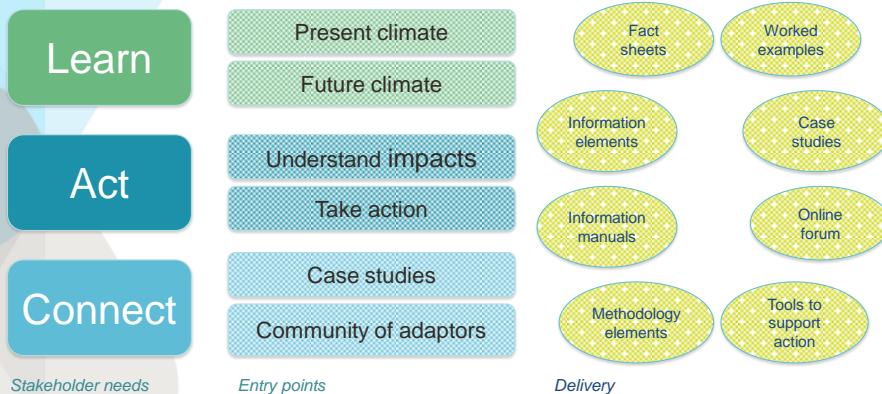 Learn
Present climate
Future climate
Act
Understand impacts
Take action
Connect
Case studies
Community of adaptors
Fact
sheets
Worked
examples
Information
elements
Case
studies
Information
manuals
Online
forum
Methodology
elements
Tools to
support
action
Stakeholder needs
Entry points
Delivery